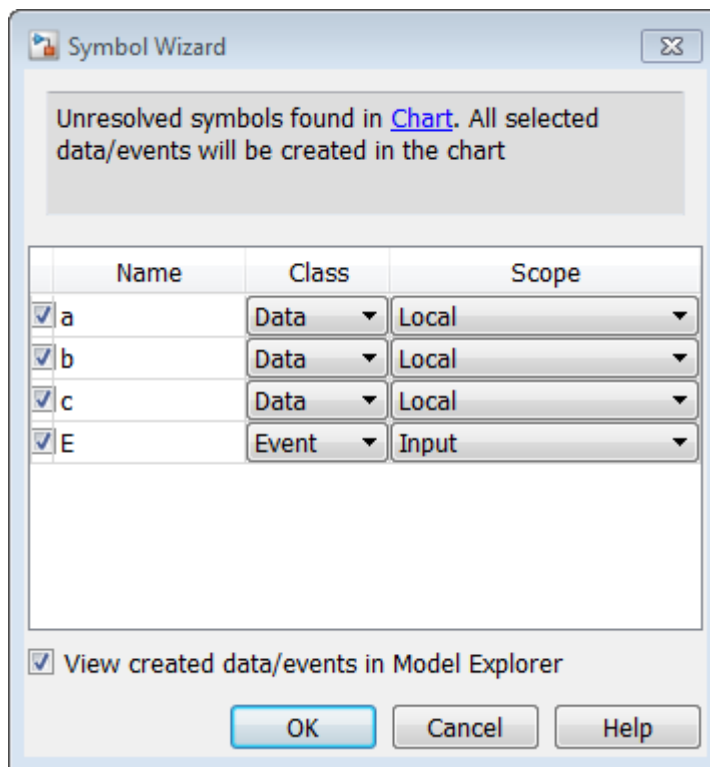 Symbol Wizard
Unresolved symbols found in Chart. All selected
data/events will be created in the chart
Name Class Scope
a Data Local
b Data Local
c Data Local
E Event Input
View created data/events in Model Explorer
OK Cancel Help